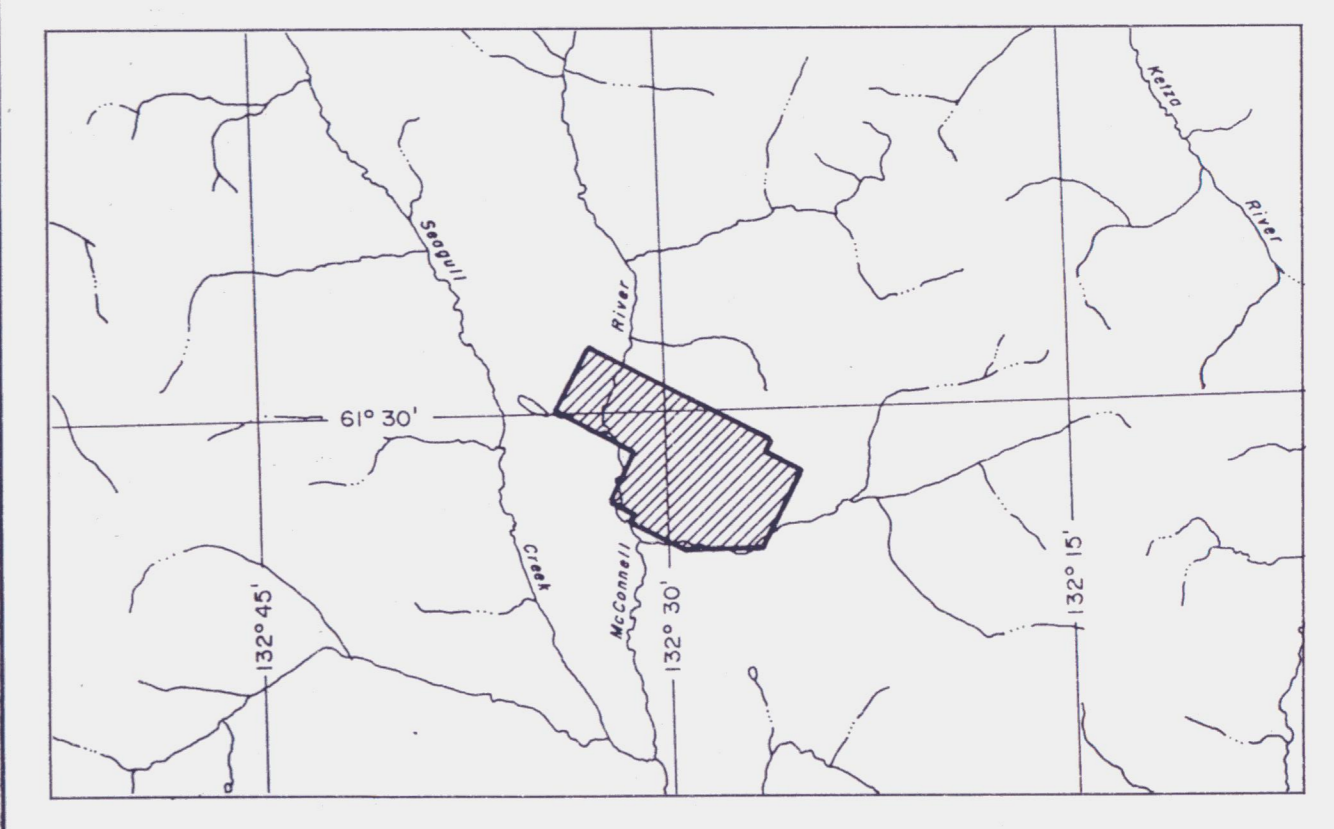 Ketza
River
Seagull
River
61° 30'
Creek
McConnell
132° 45'
132° 30'
132° 15'